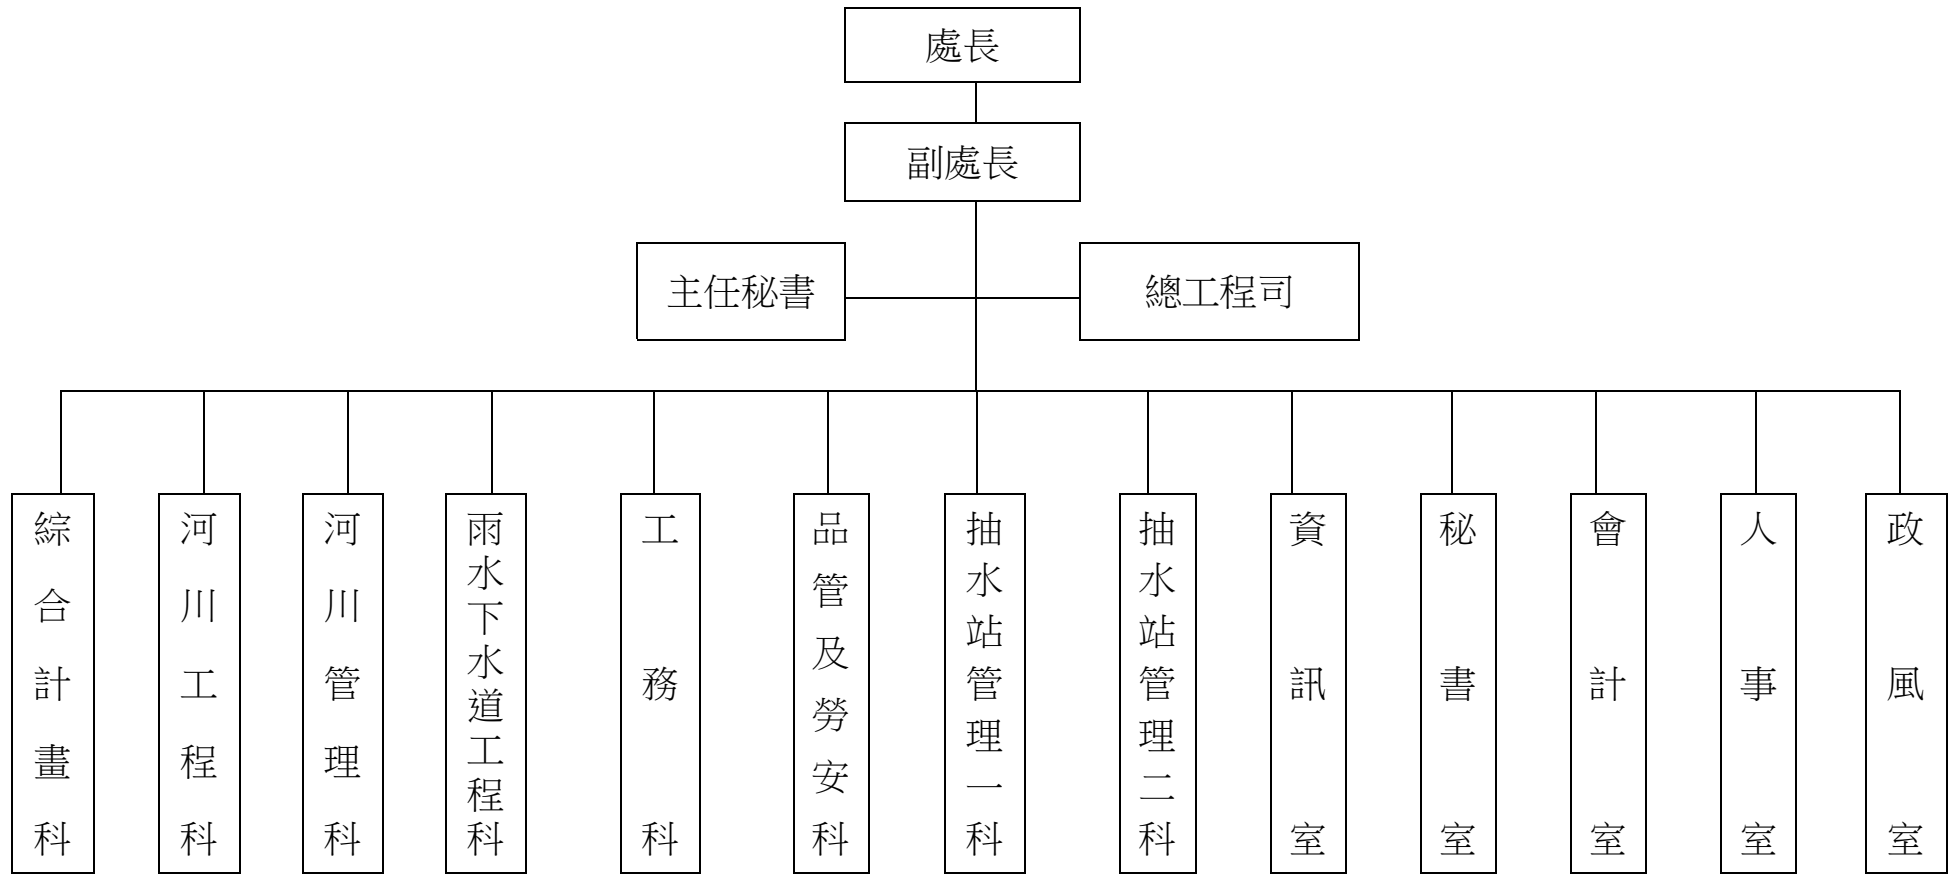 處長
副處長
主任秘書
總工程司
綜合計畫科
河川工程科
河川管理科
雨水下水道工程科
工務科
品管及勞安科
抽水站管理一科
抽水站管理二科
資訊室
秘書室
會計室
人事室
政風室